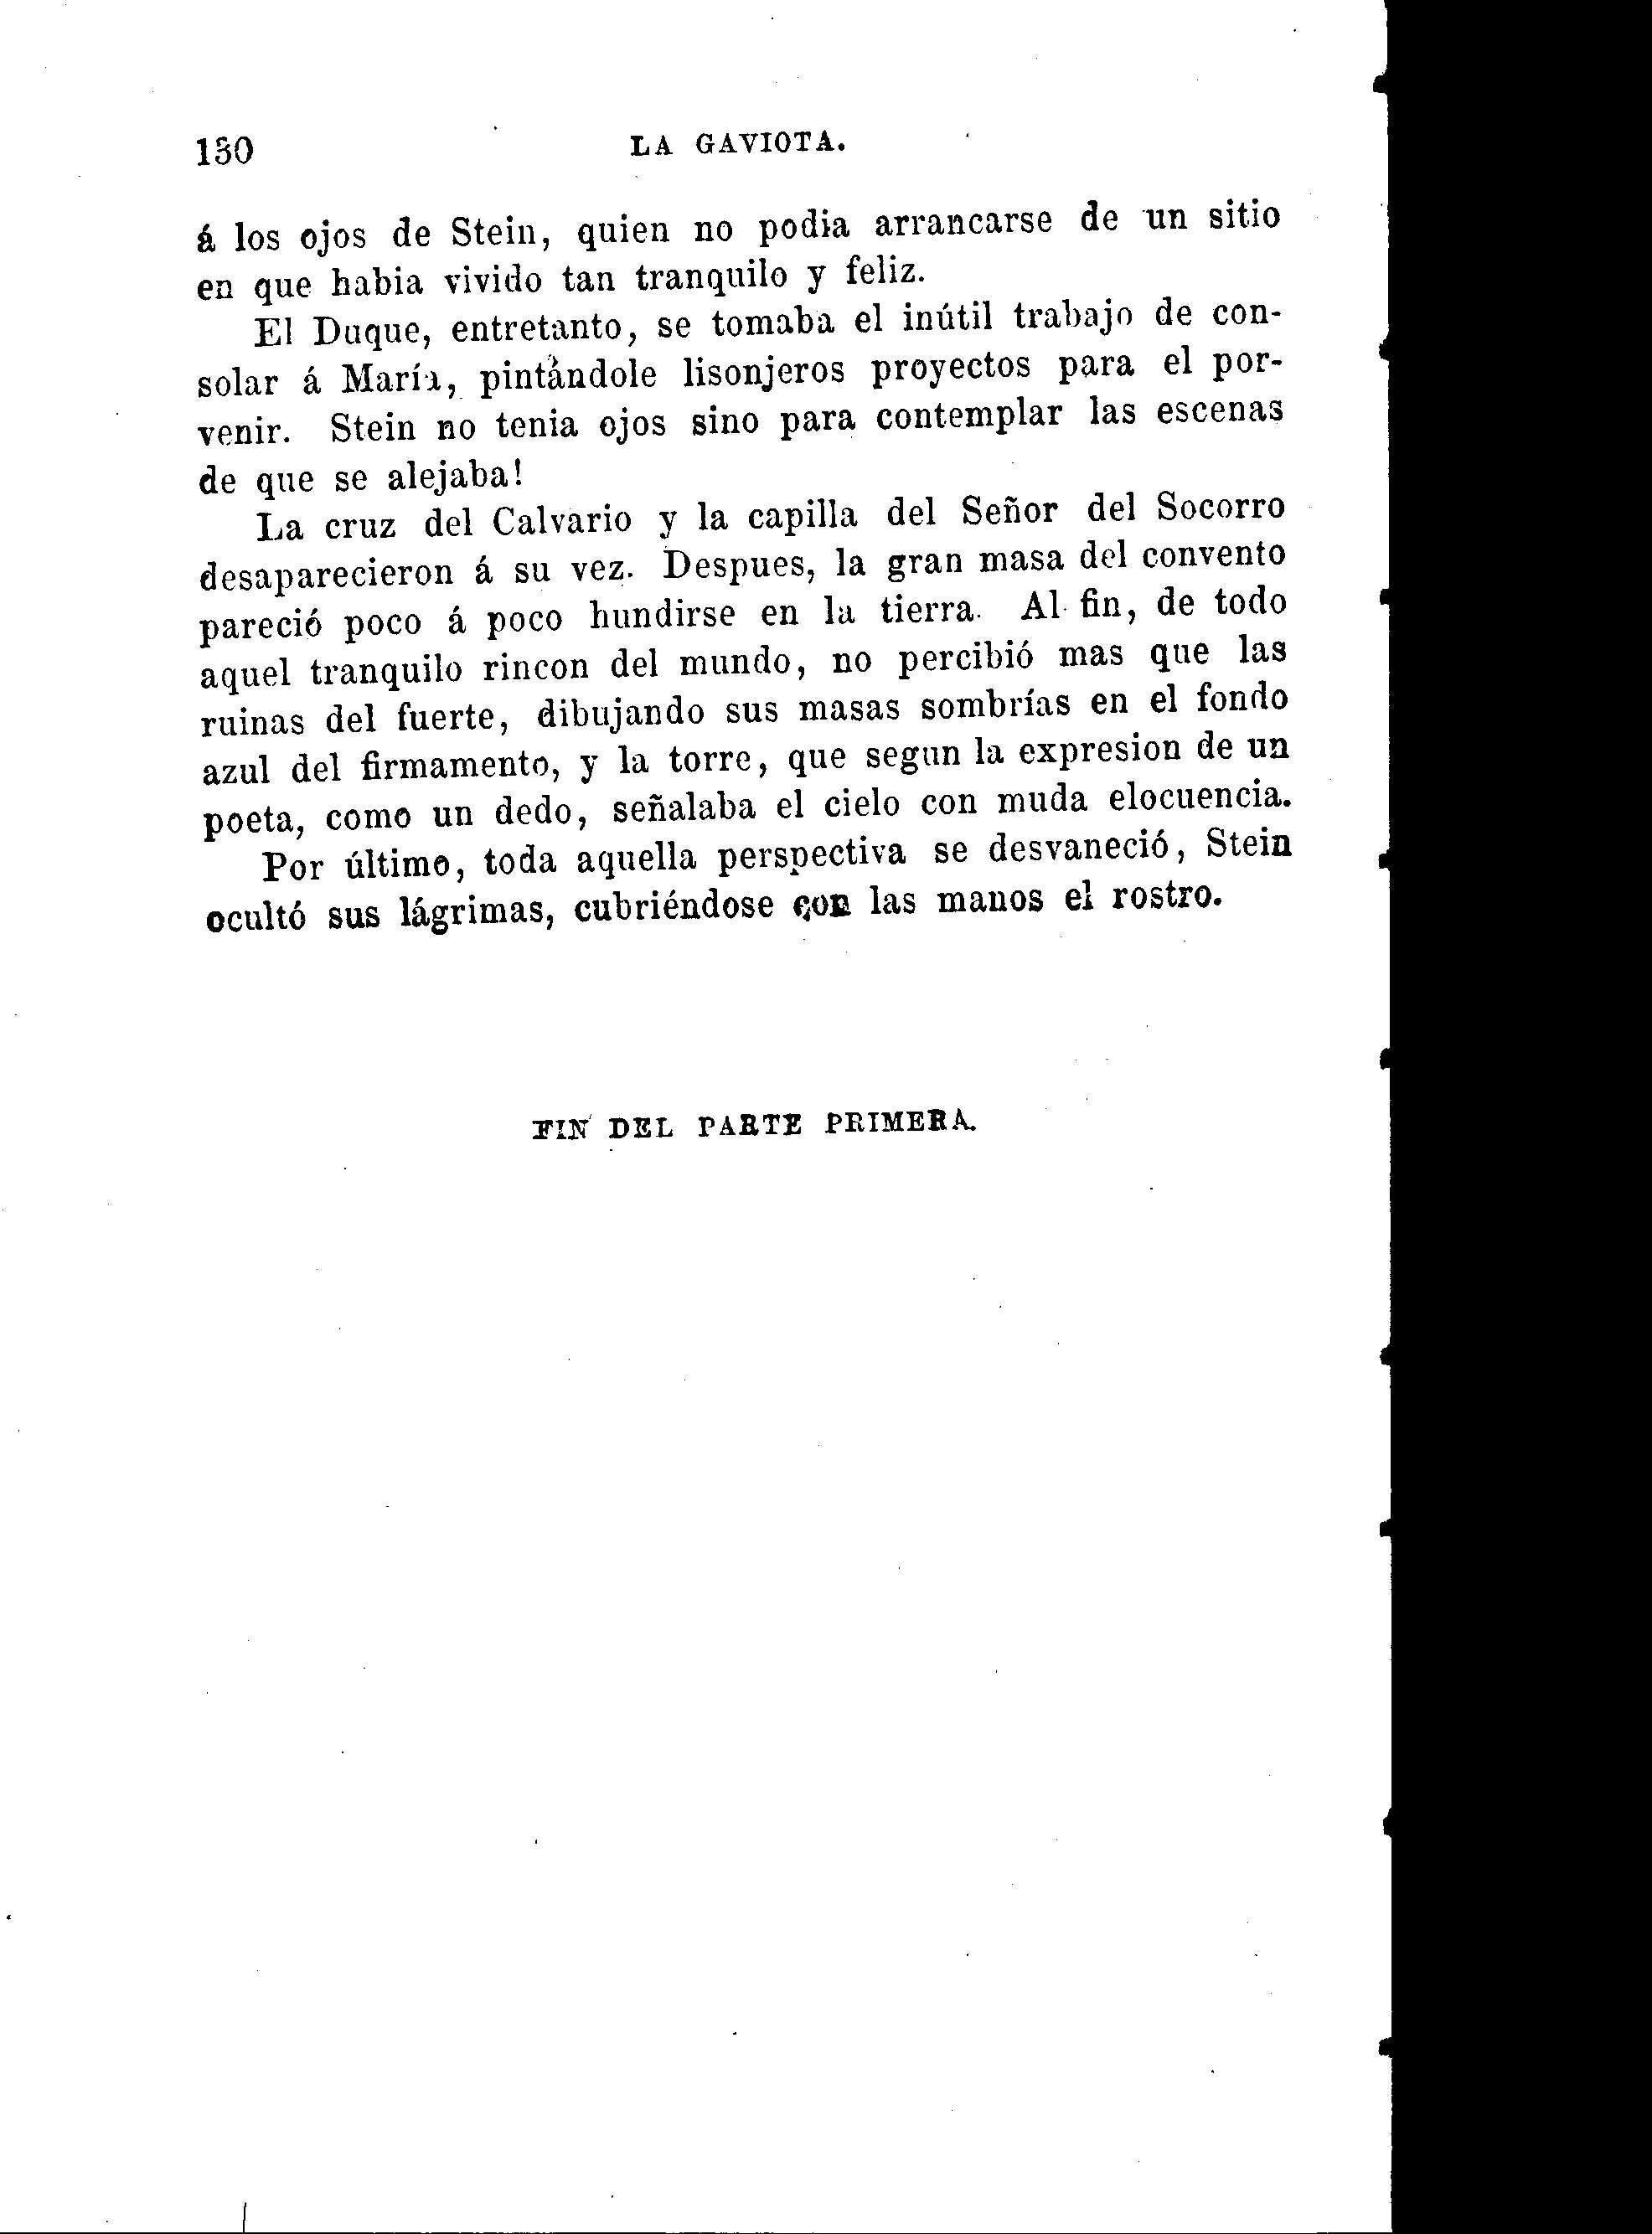 130 LA GAVIOTA.
á los ojos de Stein, quien no podia arrancarse de un sitio
en que habia vivido tan tranquilo y feliz.
El Duque, entretanto, se tomaba el inútil trabajo de con-
solar á María, pintándole lisonjeros proyectos para el por-
venir. Stein no tenia ojos sino para contemplar las escenas
de que se alejaba!
La cruz del Calvario y la capilla del Señor del Socorro
desaparecieron á su vez. Despues, la gran masa del convento
pareció poco á poco hundirse en la tierra. Al fin, de todo
aquel tranquilo rincon del mundo, no percibió mas que las
ruinas del fuerte, dibujando sus masas sombrías en el fondo
azul del firmamento, y la torre, que segun la expresion de un
poeta, como un dedo, señalaba el cielo con muda elocuencia.
Por último, toda aquella perspectiva se desvaneció, Stein
ocultó sus lágrimas, cubriéndose con las manos el rostro.
FIN DEL PARTE PRIMERA.